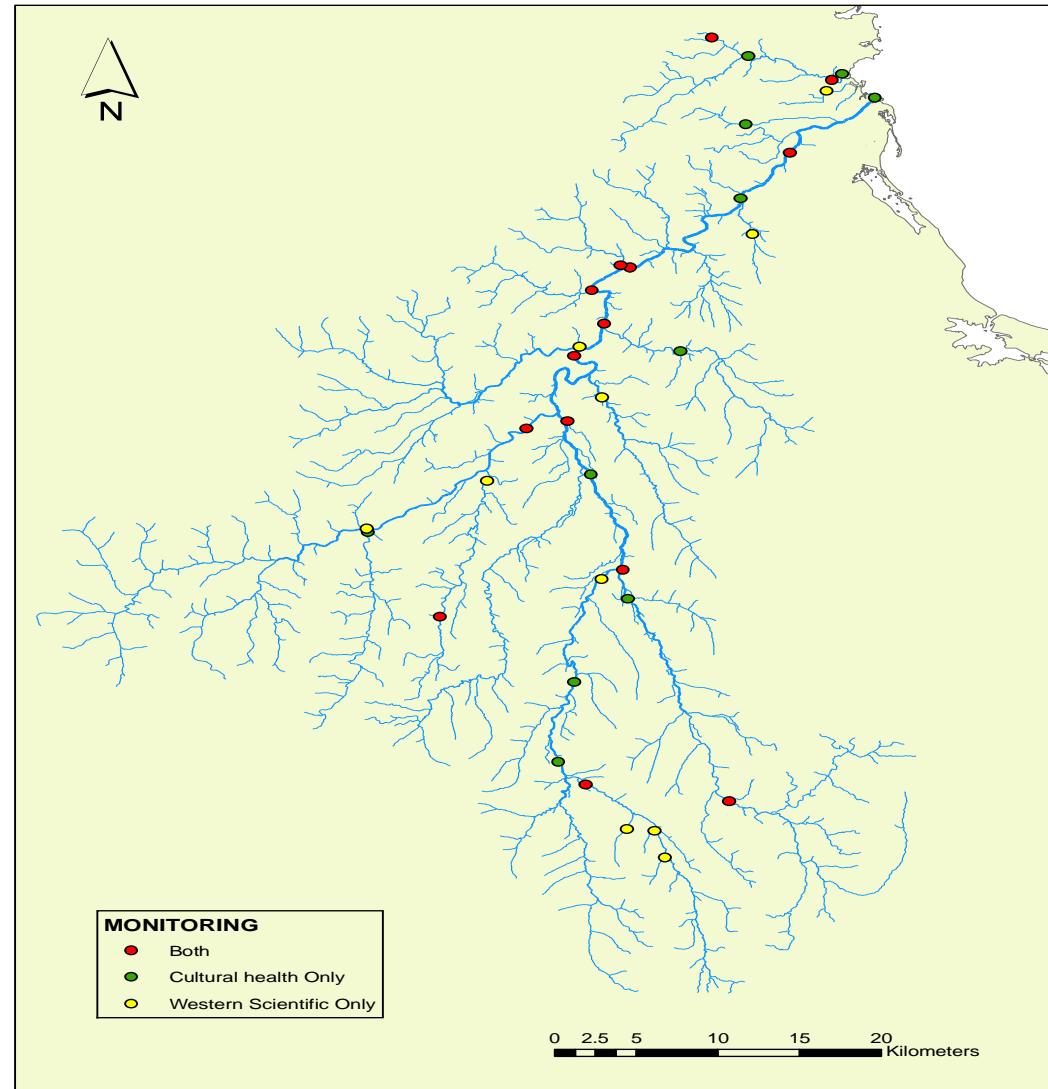 N
MONITORING
Both
Cultural health Only
Western Scientific Only
0 2.5 5 10 15 20
Kilometers